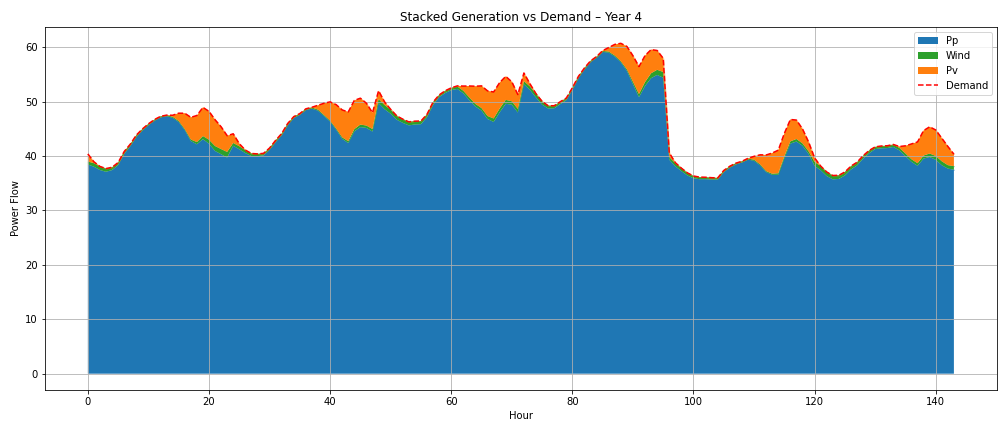 Stacked Generation vs Demand – Year 4
Pp
Wind
Pv
Demand
Power Flow
60
50
40
30
20
10
0
0 20 40 60 80 100 120 140
Hour